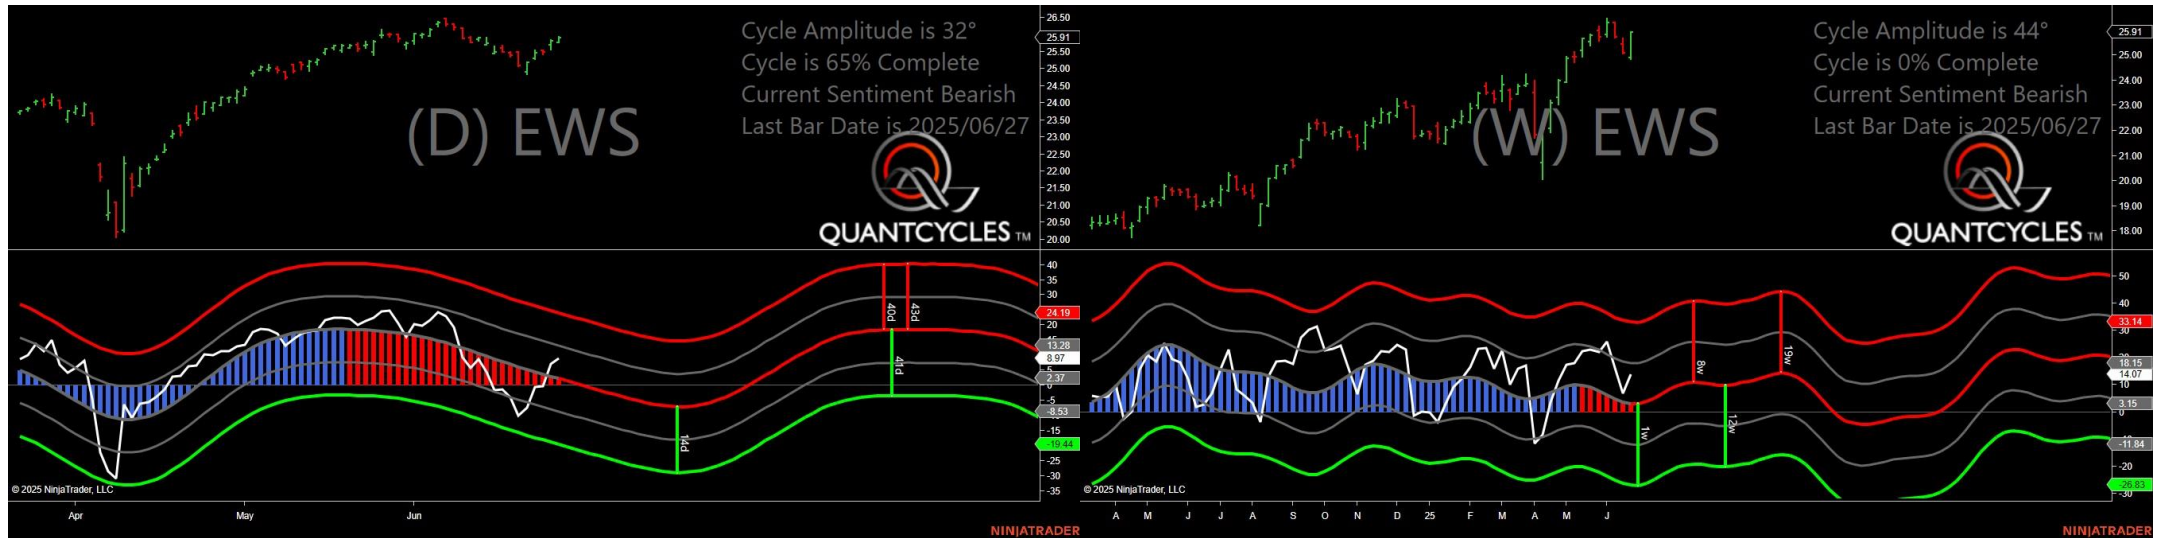 Cycle Amplitude is 32°
Cycle is 65% Complete
Current Sentiment Bearish
Last Bar Date is 2025/06/27
(D) EWS
QUANTCYCLES TM
26.50
25.91
25.50
25.00
24.50
24.00
23.50
23.00
22.50
22.00
21.50
21.00
20.50
20.00
40
35
30
24.19
20
13.28
8.97
5
2.37
0
-5
-8.53
-15
-19.44
-25
-30
-35
40d
43d
41d
14d
© 2025 NinjaTrader, LLC
Apr May Jun
NINJATRADER
Cycle Amplitude is 44°
Cycle is 0% Complete
Current Sentiment Bearish
Last Bar Date is 2025/06/27
(W) EWS
QUANTCYCLES TM
25.91
25.00
24.00
23.00
22.00
21.00
20.00
19.00
18.00
50
40
33.14
30
18.15
14.07
10
3.15
0
-11.84
-20
-26.83
-30
8w
19w
1w
12w
© 2025 NinjaTrader, LLC
A M J J A S O N D 25 F M A M J
NINJATRADER